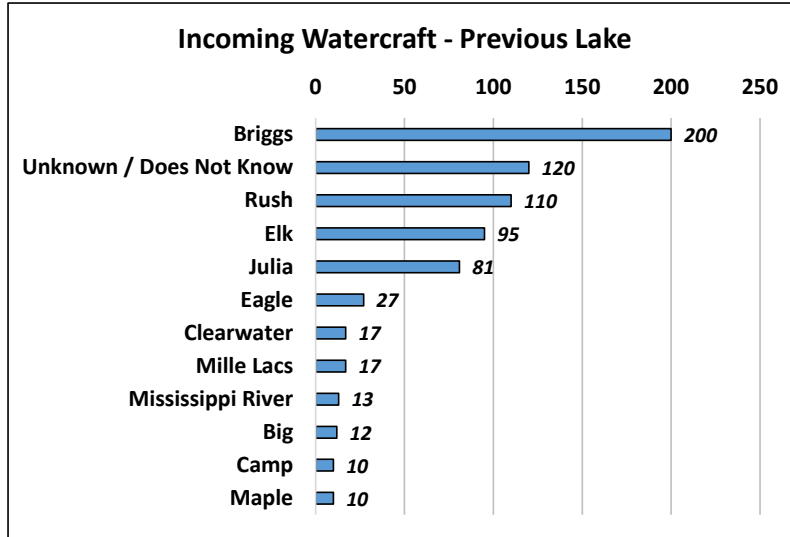 Incoming Watercraft - Previous Lake
0 50 100 150 200 250
Briggs 200
Unknown / Does Not Know 120
Rush 110
Elk 95
Julia 81
Eagle 27
Clearwater 17
Mille Lacs 17
Mississippi River 13
Big 12
Camp 10
Maple 10